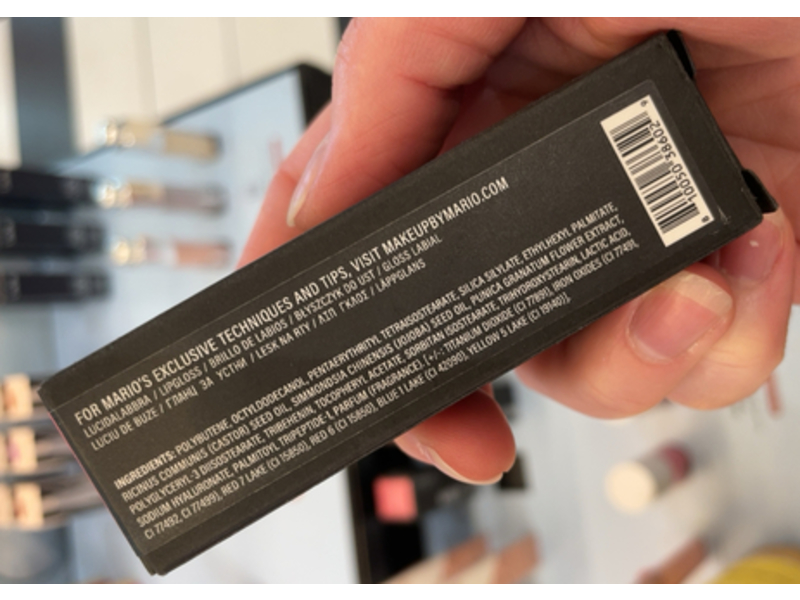 FOR MARIO'S EXCLUSIVE TECHNIQUES AND TIPS, VISIT MAKEUPBYMARIO.COM
LUCIDALABBRA / LIPGLOSS / BRILLO DE LABIOS / BŁYSZCZYK DO UST / GLOSS LABIAL
LUCIU DE BUZE / ГЛЯНЦ ЗА УСТНИ / LESK NA RTY / ΛΙΠ ΓΚΛΟΣ / LÄPPGLANS
INGREDIENTS: POLYBUTENE, OCTYLDODECANOL, PENTAERYTHRITYL TETRAISOSTEARATE, SILICA SILYLATE, ETHYLHEXYL PALMITATE,
RICINUS COMMUNIS (CASTOR) SEED OIL, SIMMONDSIA CHINENSIS (JOJOBA) SEED OIL, PUNICA GRANATUM FLOWER EXTRACT,
POLYGLYCERYL-3 DIISOSTEARATE, TRIBEHENIN, TOCOPHERYL ACETATE, SORBITAN ISOSTEARATE, TRIHYDROXYSTEARIN, LACTIC ACID,
SODIUM HYALURONATE, PALMITOYL TRIPEPTIDE-1, PARFUM (FRAGRANCE) [+/-: TITANIUM DIOXIDE (CI 77891), IRON OXIDES (CI 77491,
CI 77492, CI 77499), RED 7 LAKE (CI 15850), RED 6 (CI 15850), BLUE 1 LAKE (CI 42090), YELLOW 5 LAKE (CI 19140)].